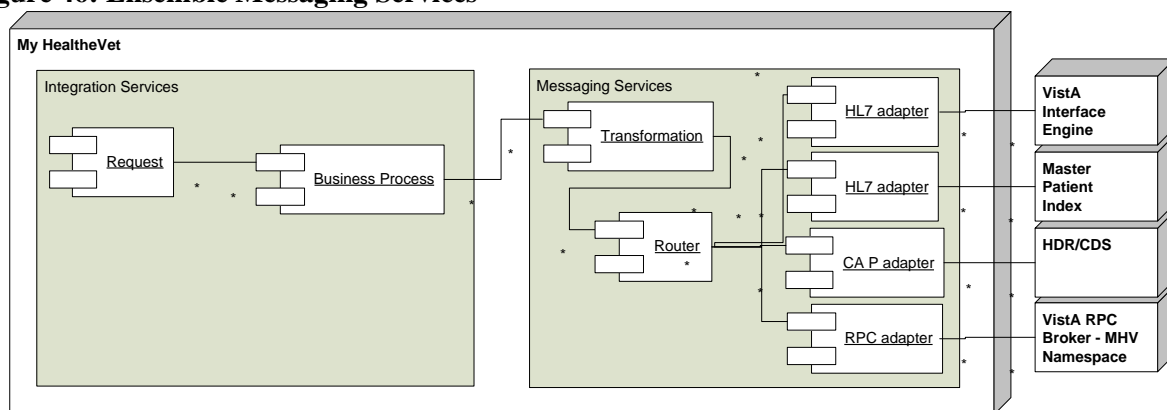 My HealtheVet
Integration Services
Request
Business Process
Messaging Services
Transformation
Router
HL7 adapter
HL7 adapter
CA P adapter
RPC adapter
VistA
Interface
Engine
Master
Patient
Index
HDR/CDS
VistA RPC
Broker - MHV
Namespace